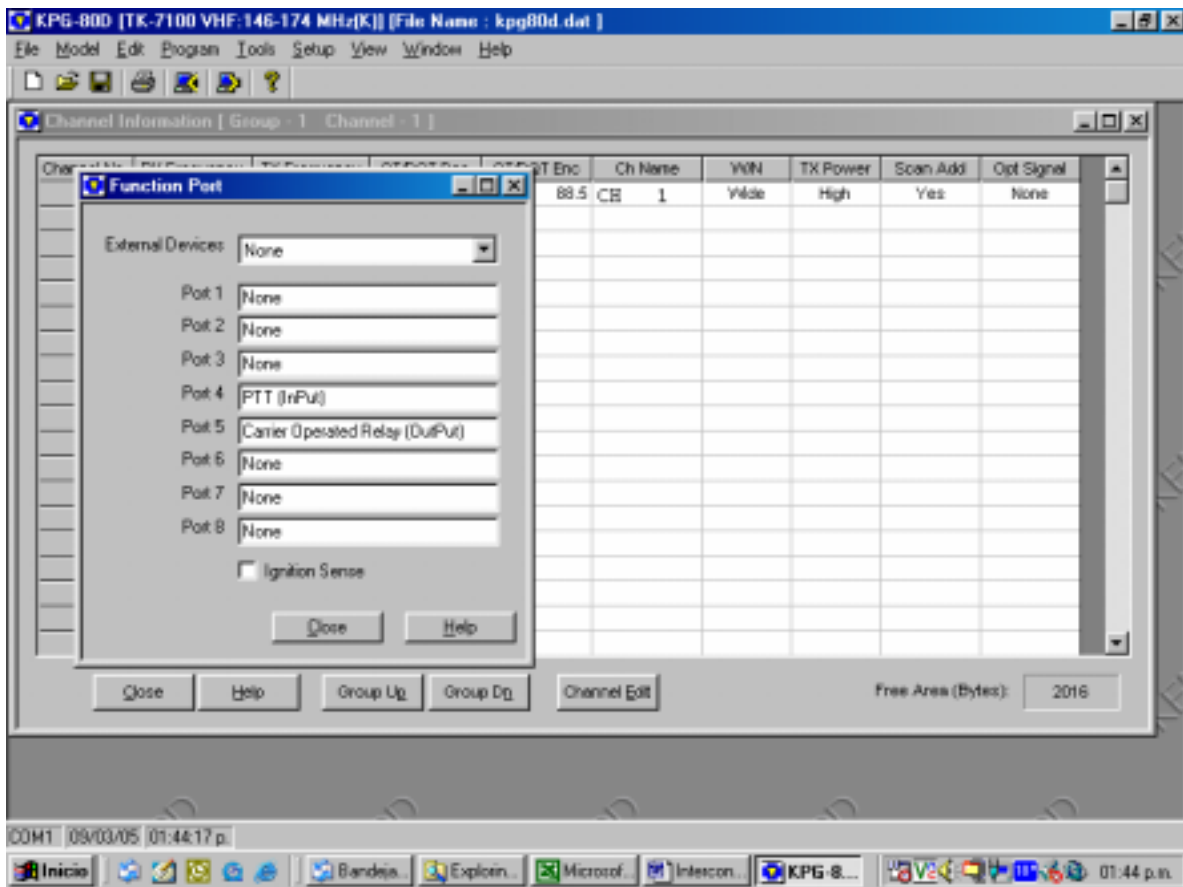 KPG-80D [TK-7100 VHF:146-174 MHz(K)] [File Name : kpg80d.dat ]
File Model Edit Program Tools Setup View Window Help
Channel Information [ Group - 1 Channel - 1 ]
Ch Name W/N TX Power Scan Add Opt Signal
88.5 CH 1 Wide High Yes None
Function Port
External Devices None
Port 1 None
Port 2 None
Port 3 None
Port 4 PTT (InPut)
Port 5 Carrier Operated Relay (OutPut)
Port 6 None
Port 7 None
Port 8 None
Ignition Sense
Close Help
Close Help Group Up Group Dn Channel Edit Free Area (Bytes): 2016
COM1 09/03/05 01:44:17 p.
Inicio Bandeja... Explorin... Microsof... Intercon... KPG-8... 01:44 p.m.